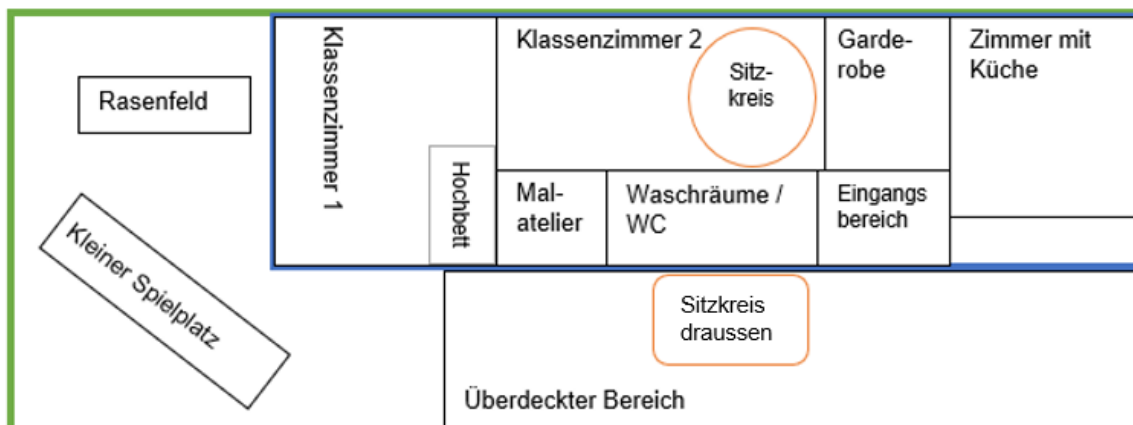 Klassenzimmer 1
Klassenzimmer 2
Sitz-
kreis
Garde-
robe
Zimmer mit
Küche
Rasenfeld
Hochbett
Mal-
atelier
Waschräume /
WC
Eingangs
bereich
Kleiner Spielplatz
Sitzkreis
draussen
Überdeckter Bereich